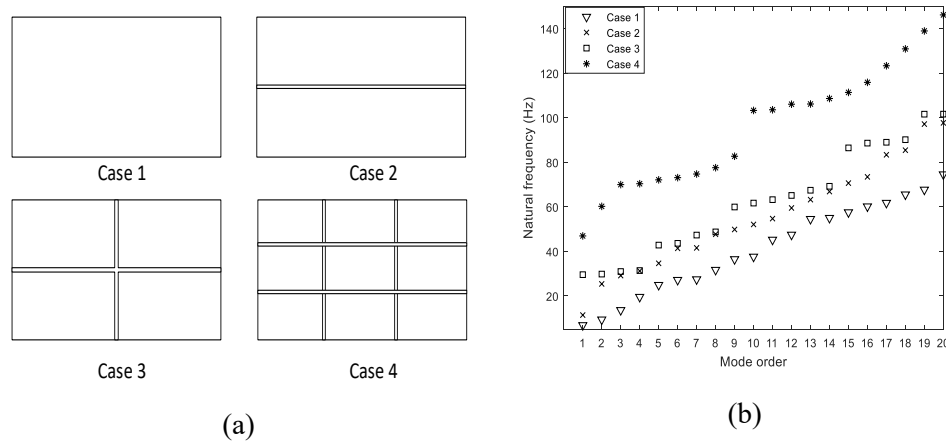 Case 1
Case 2
Case 3
Case 4
(a)
Natural frequency (Hz)
140
120
100
80
60
40
20
Case 1
Case 2
Case 3
Case 4
1 2 3 4 5 6 7 8 9 10 11 12 13 14 15 16 17 18 19 20
Mode order
(b)